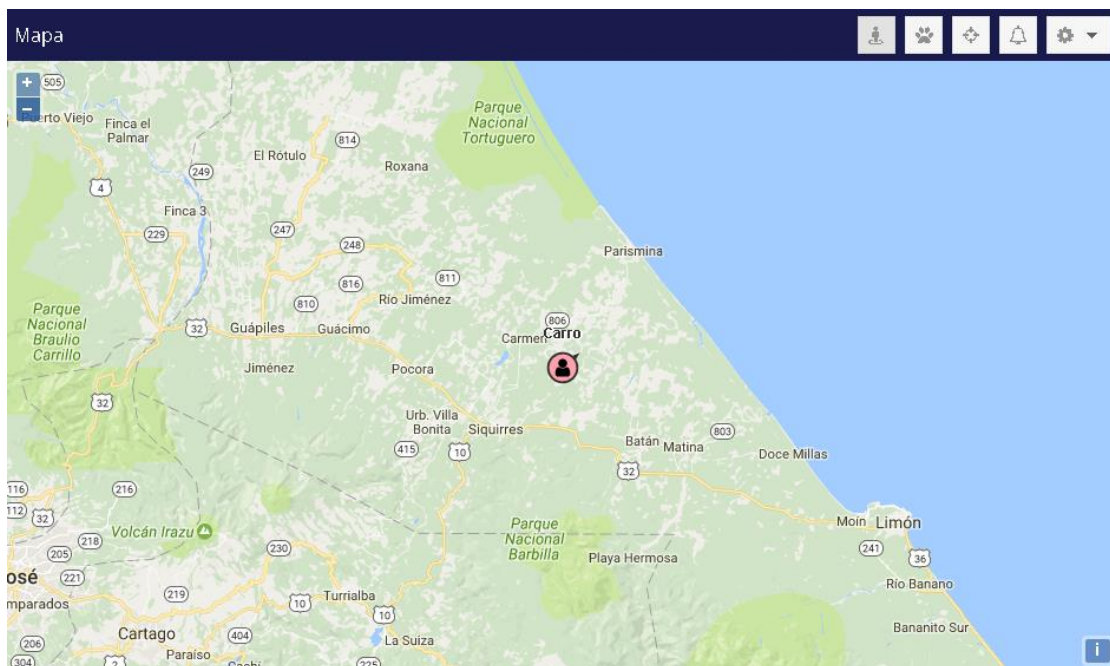 Mapa
+
505
−
Puerto Viejo
Finca el
Palmar
Parque
Nacional
Tortuguero
814
El Rótulo
Roxana
249
4
Finca 3
229
247
248
Parismina
811
816
Río Jiménez
810
Parque
Nacional
Braulio
Carrillo
32
Guápiles
Guácimo
806
Carro
Carmen
Jiménez
Pocora
32
Urb. Villa
Bonita
Siquirres
415
10
Batán
Matina
803
Doce Millas
32
116
216
112
32
Volcán Irazu
218
Parque
Nacional
Barbilla
Moín
Limón
205
230
Playa Hermosa
241
36
osé
221
219
Río Banano
mparados
10
Turrialba
10
Cartago
404
La Suiza
Bananito Sur
206
Paraíso
i
304
2
Cachí
225